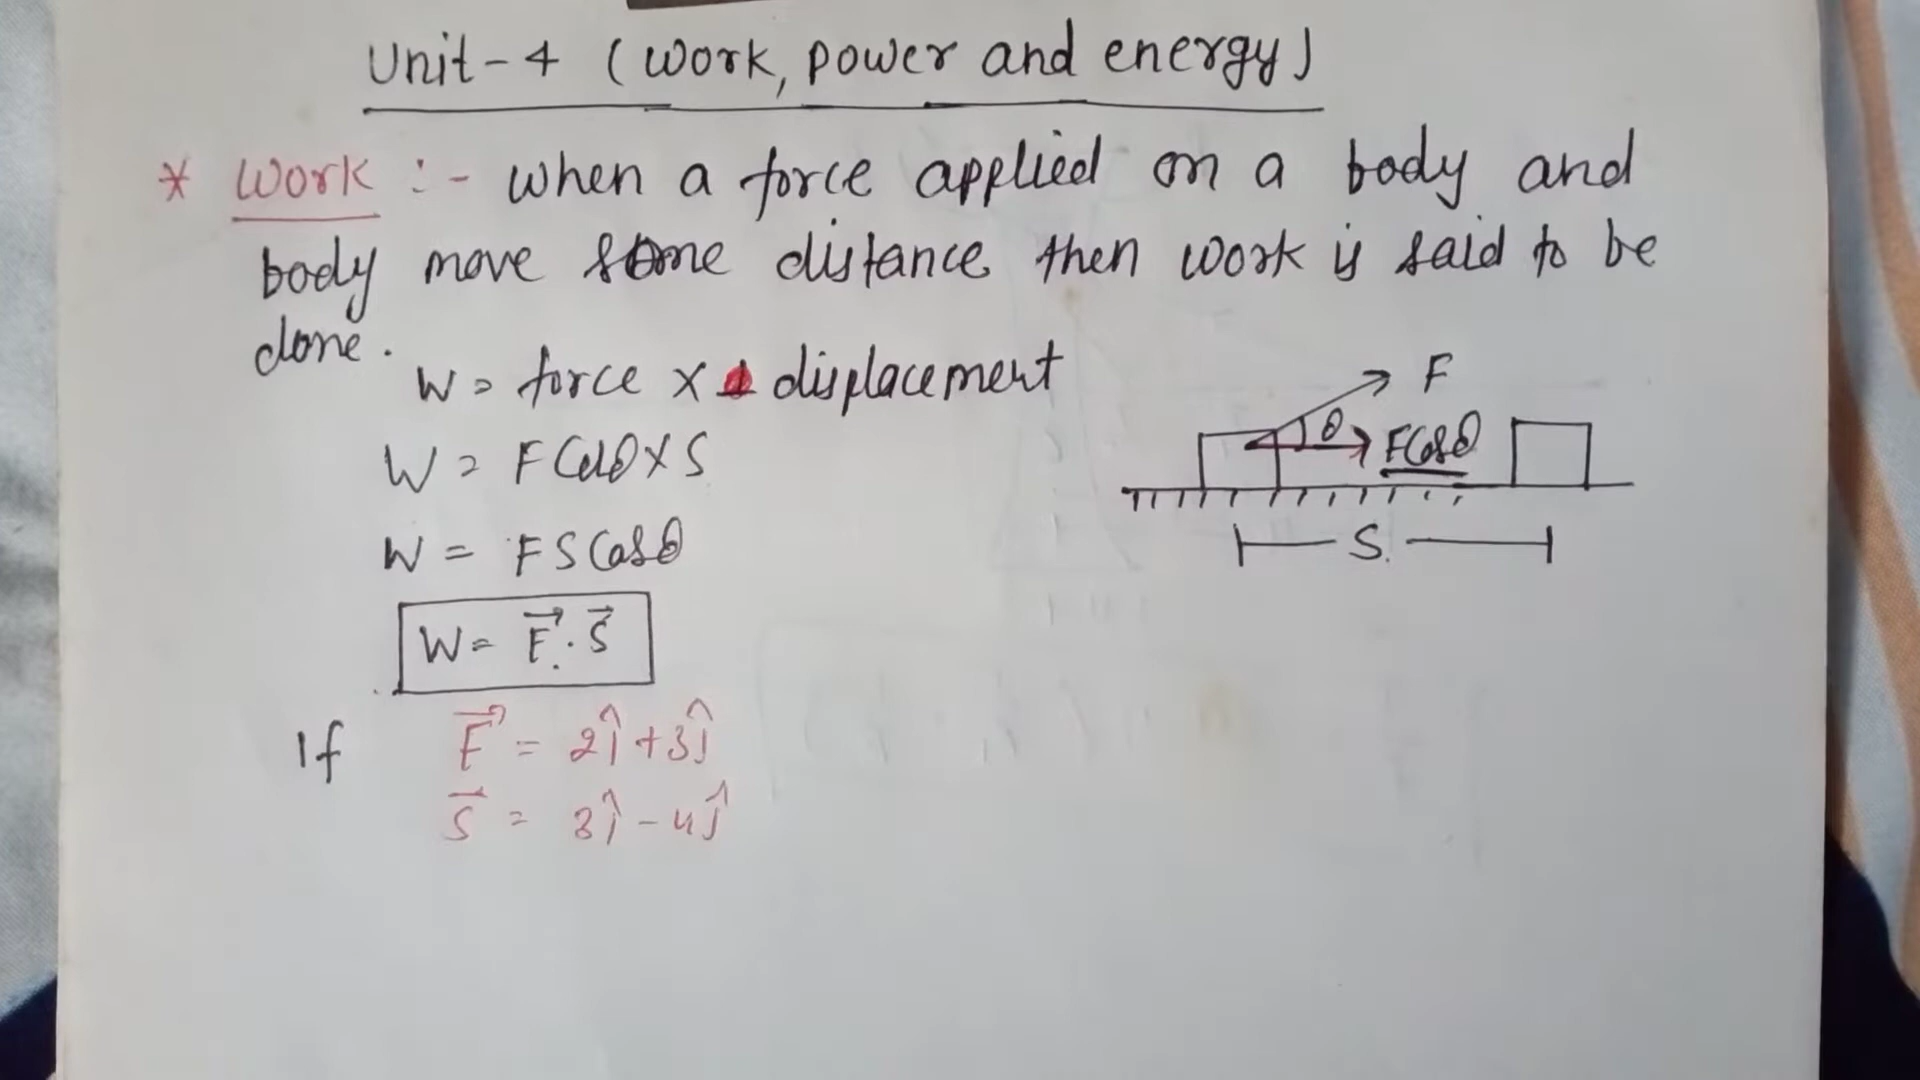 Unit-4 (work, power and energy)
* Work :- when a force applied on a body and
body move some distance then work is said to be
done.
W = force x displacement
W = F Cosθ x S
W = F S Cosθ
W = F⃗ . S⃗
If F⃗ = 2î + 3ĵ
S⃗ = 3î - 4ĵ
F
θ
FCosθ
S